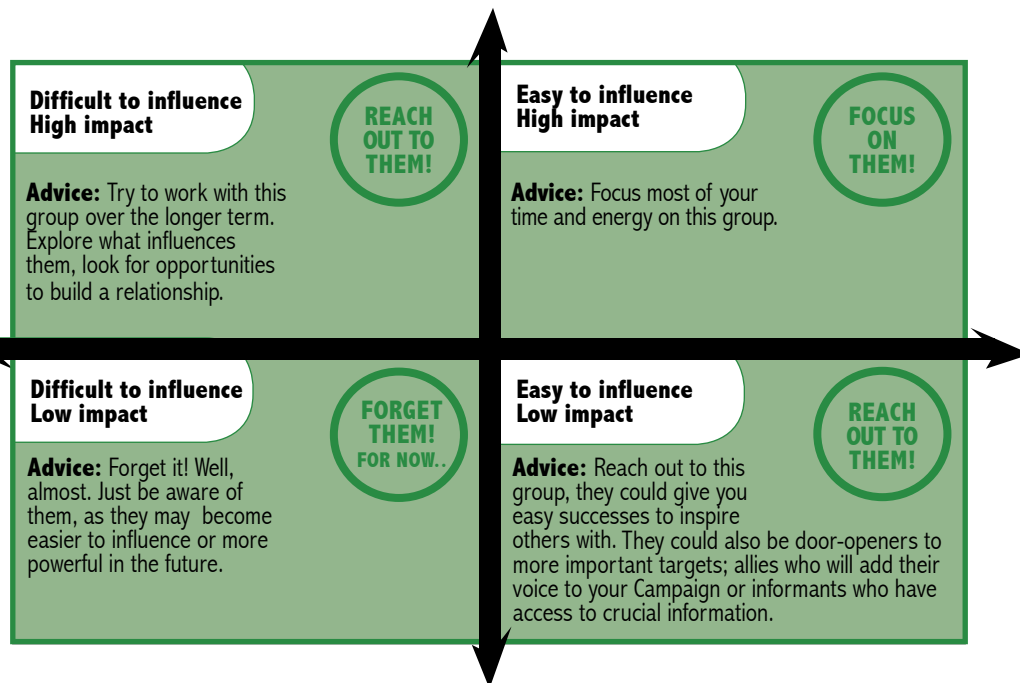 Difficult to influence
High impact
REACH
OUT TO
THEM!
Advice: Try to work with this
group over the longer term.
Explore what influences
them, look for opportunities
to build a relationship.
Easy to influence
High impact
FOCUS
ON
THEM!
Advice: Focus most of your
time and energy on this group.
Difficult to influence
Low impact
FORGET
THEM!
FOR NOW..
Advice: Forget it! Well,
almost. Just be aware of
them, as they may become
easier to influence or more
powerful in the future.
Easy to influence
Low impact
REACH
OUT TO
THEM!
Advice: Reach out to this
group, they could give you
easy successes to inspire
others with. They could also be door-openers to
more important targets; allies who will add their
voice to your Campaign or informants who have
access to crucial information.